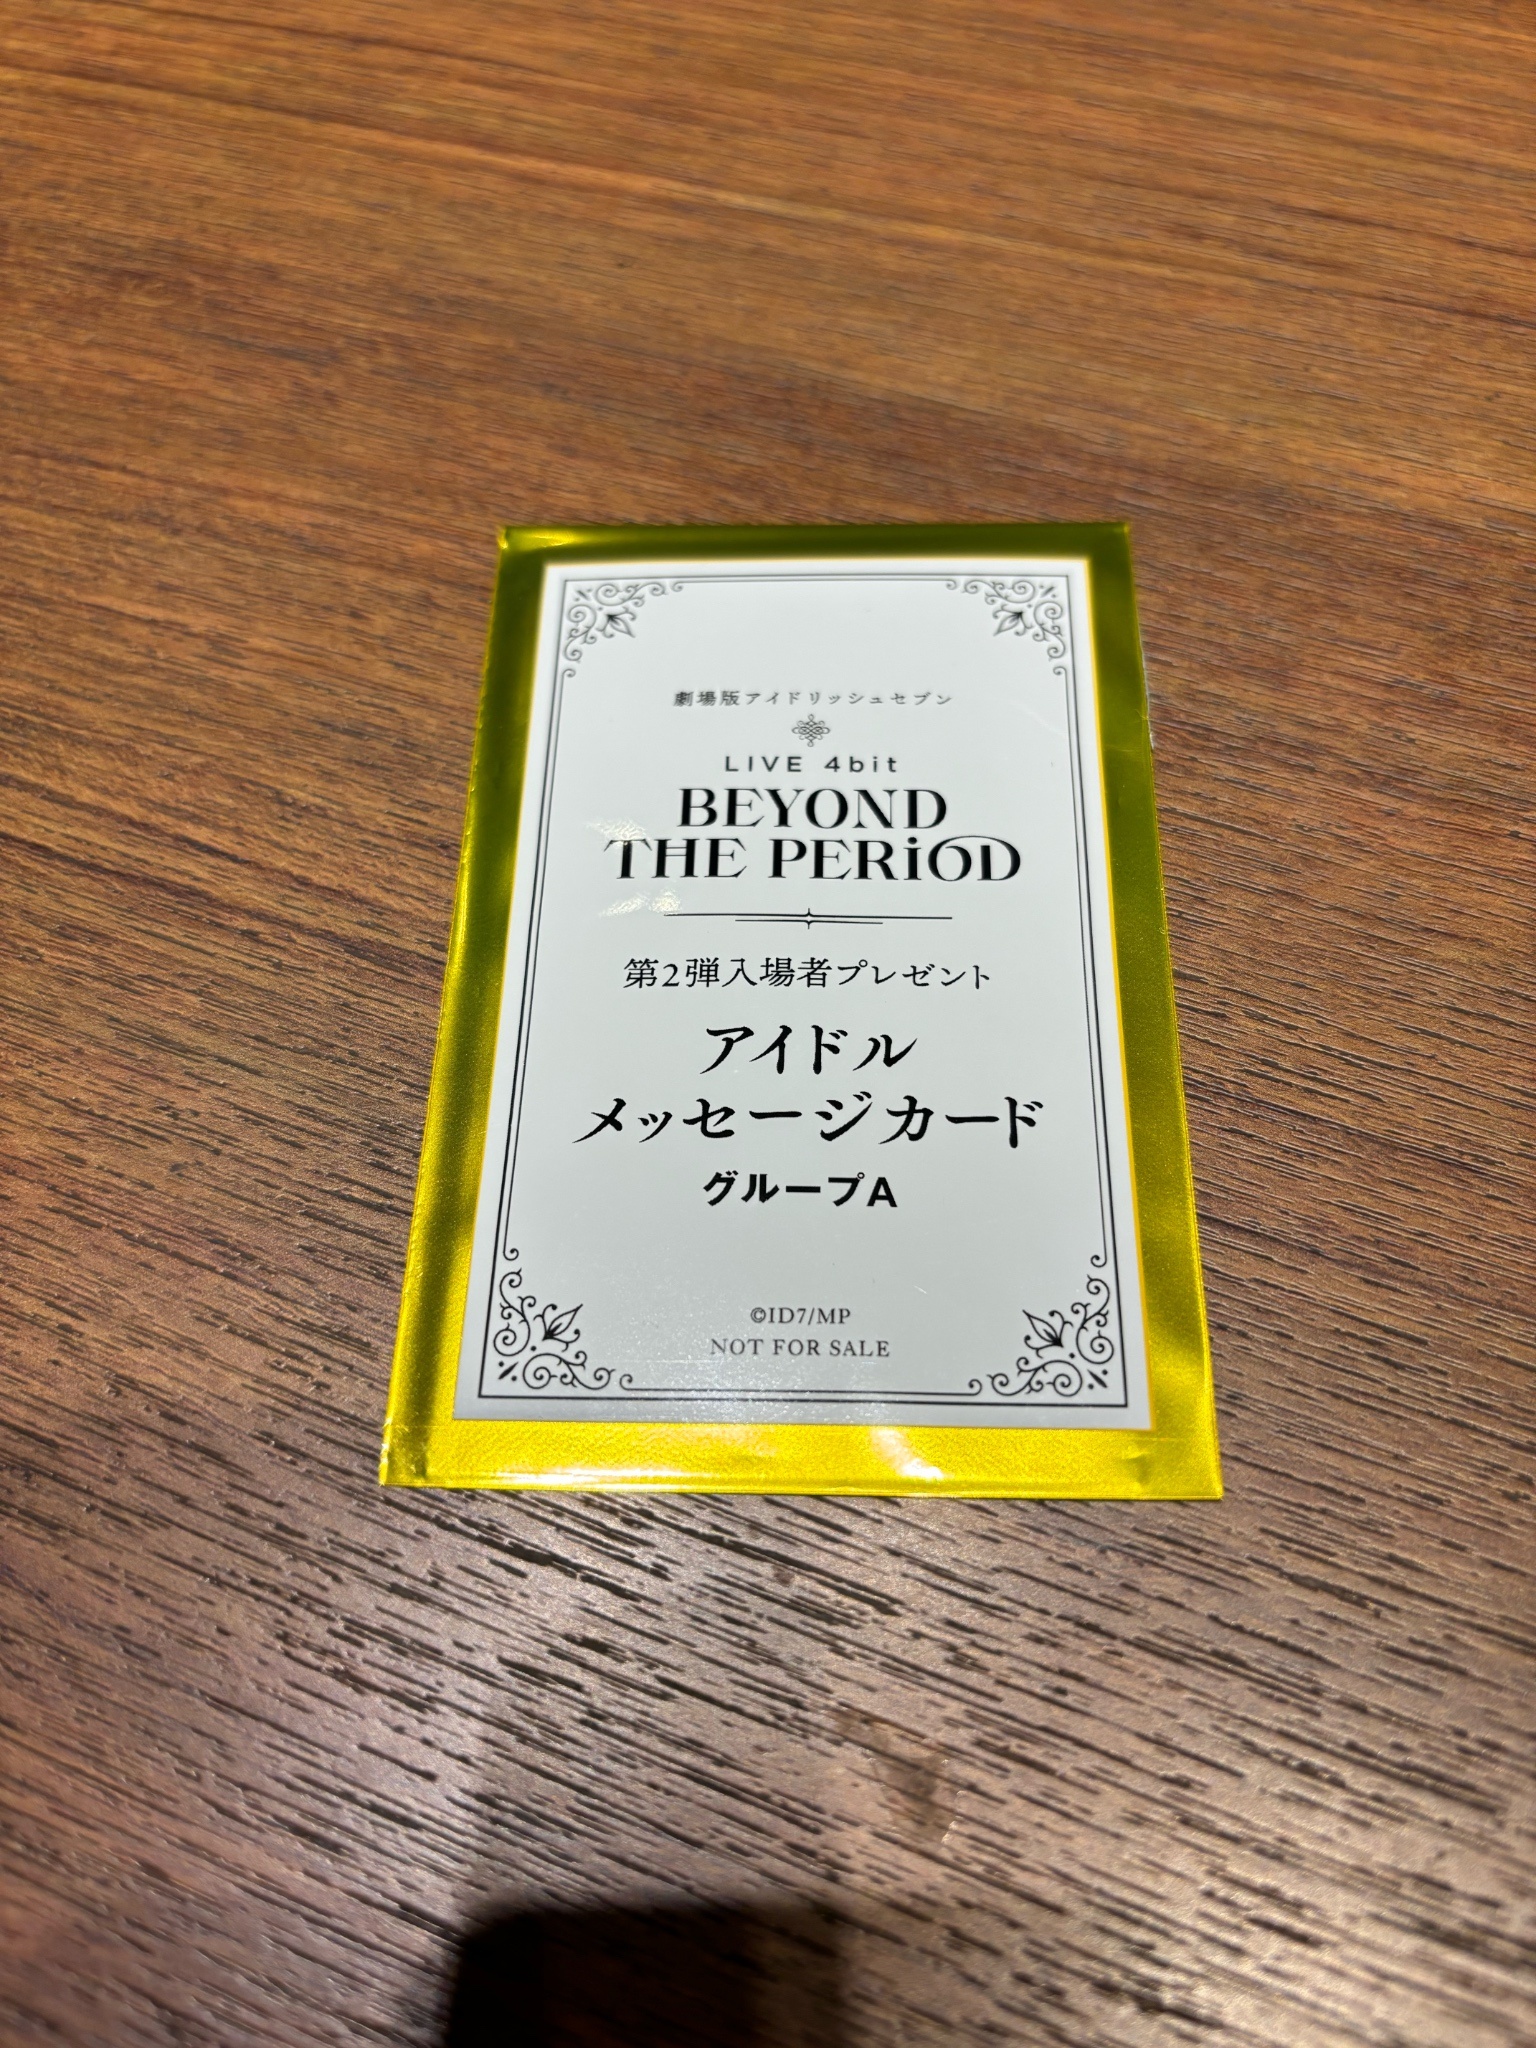 劇場版アイドリッシュセブン
LIVE 4bit
BEYOND
THE PERiOD
第2弾入場者プレゼント
アイドル
メッセージカード
グループA
©ID7/MP
NOT FOR SALE